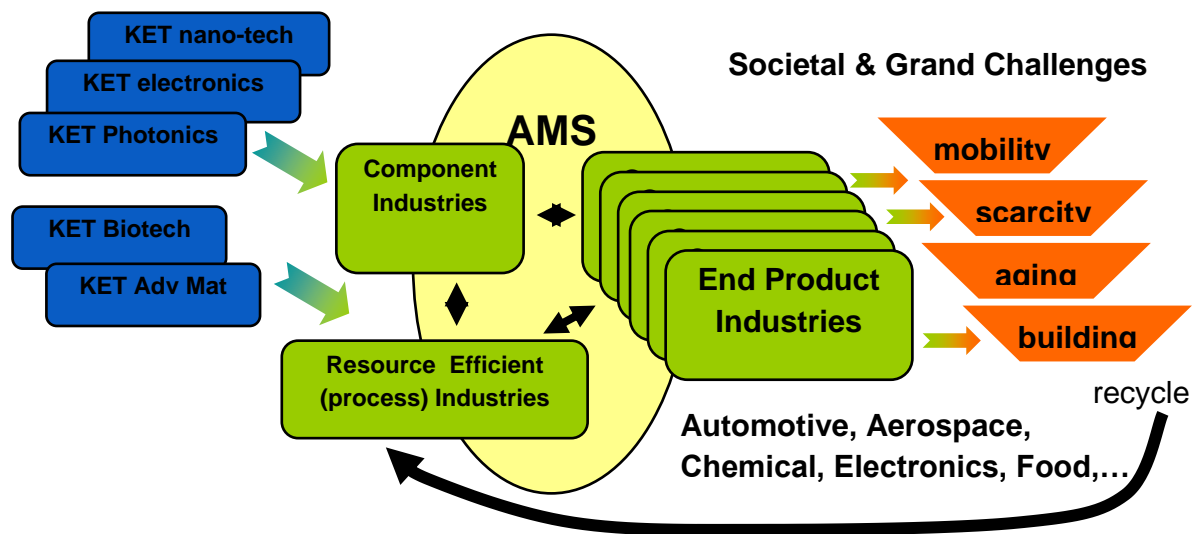 KET nano-tech
KET electronics
KET Photonics
KET Biotech
KET Adv Mat
AMS
Component
Industries
Resource Efficient
(process) Industries
End Product
Industries
Societal & Grand Challenges
mobility
scarcity
aging
building
recycle
Automotive, Aerospace,
Chemical, Electronics, Food,...